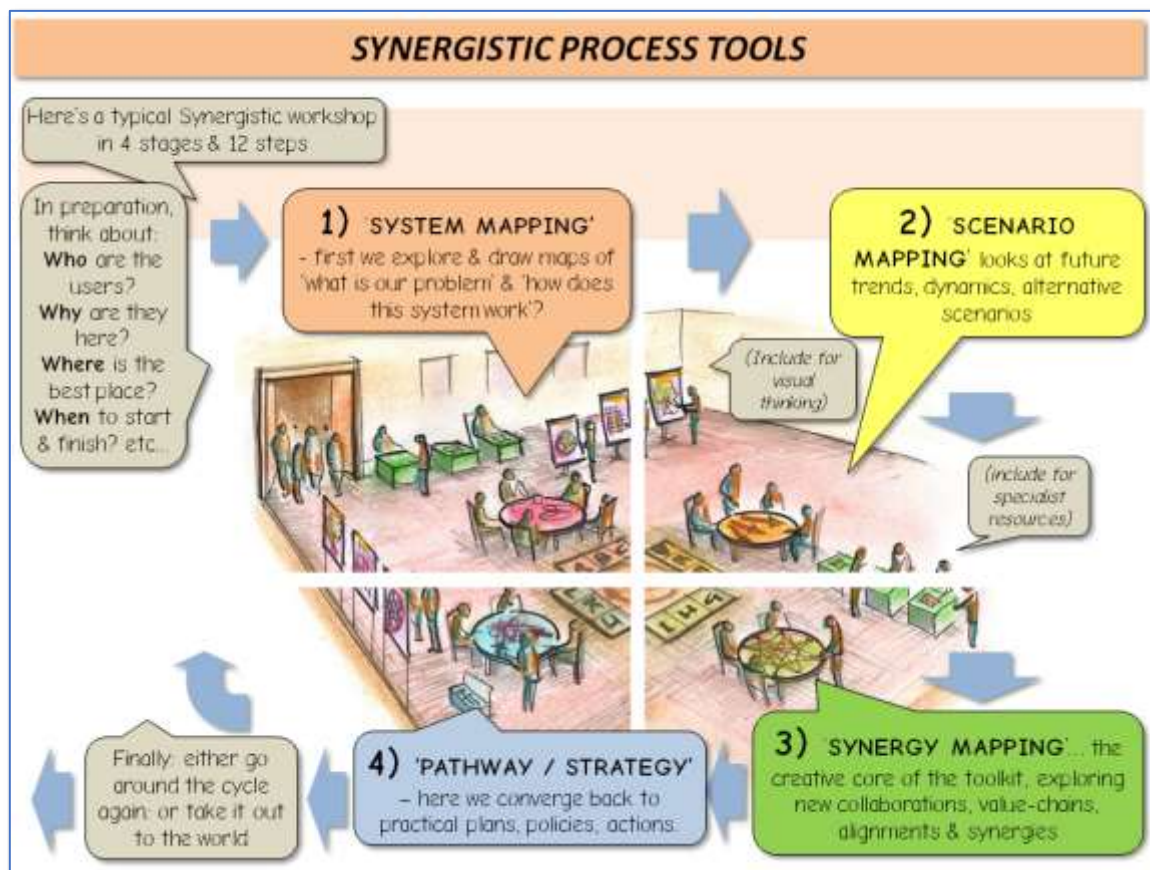 SYNERGISTIC PROCESS TOOLS
Here's a typical Synergistic workshop
in 4 stages & 12 steps
In preparation,
think about:
Who are the
users?
Why are they
here?
Where is the
best place?
When to start
& finish? etc...
1) 'SYSTEM MAPPING'
- first we explore & draw maps of
'what is our problem' & 'how does
this system work'?
2) 'SCENARIO
MAPPING' looks at future
trends, dynamics, alternative
scenarios
(Include for
visual
thinking)
(include for
specialist
resources)
3) 'SYNERGY MAPPING'... the
creative core of the toolkit, exploring
new collaborations, value-chains,
alignments & synergies
4) 'PATHWAY / STRATEGY'
– here we converge back to
practical plans, policies, actions.
Finally: either go
around the cycle
again: or take it out
to the world